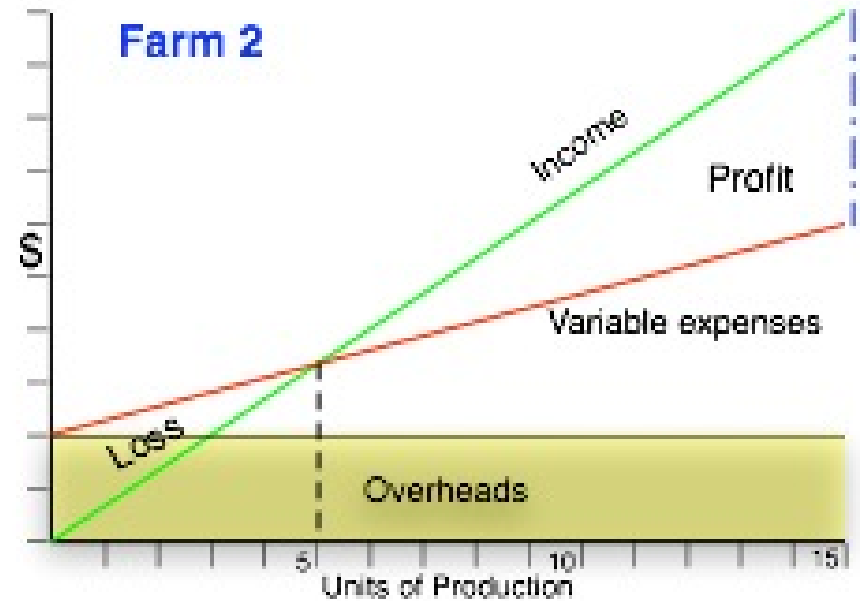 Farm 2
Income
Profit
$
Variable expenses
Loss
Overheads
5
10
15
Units of Production